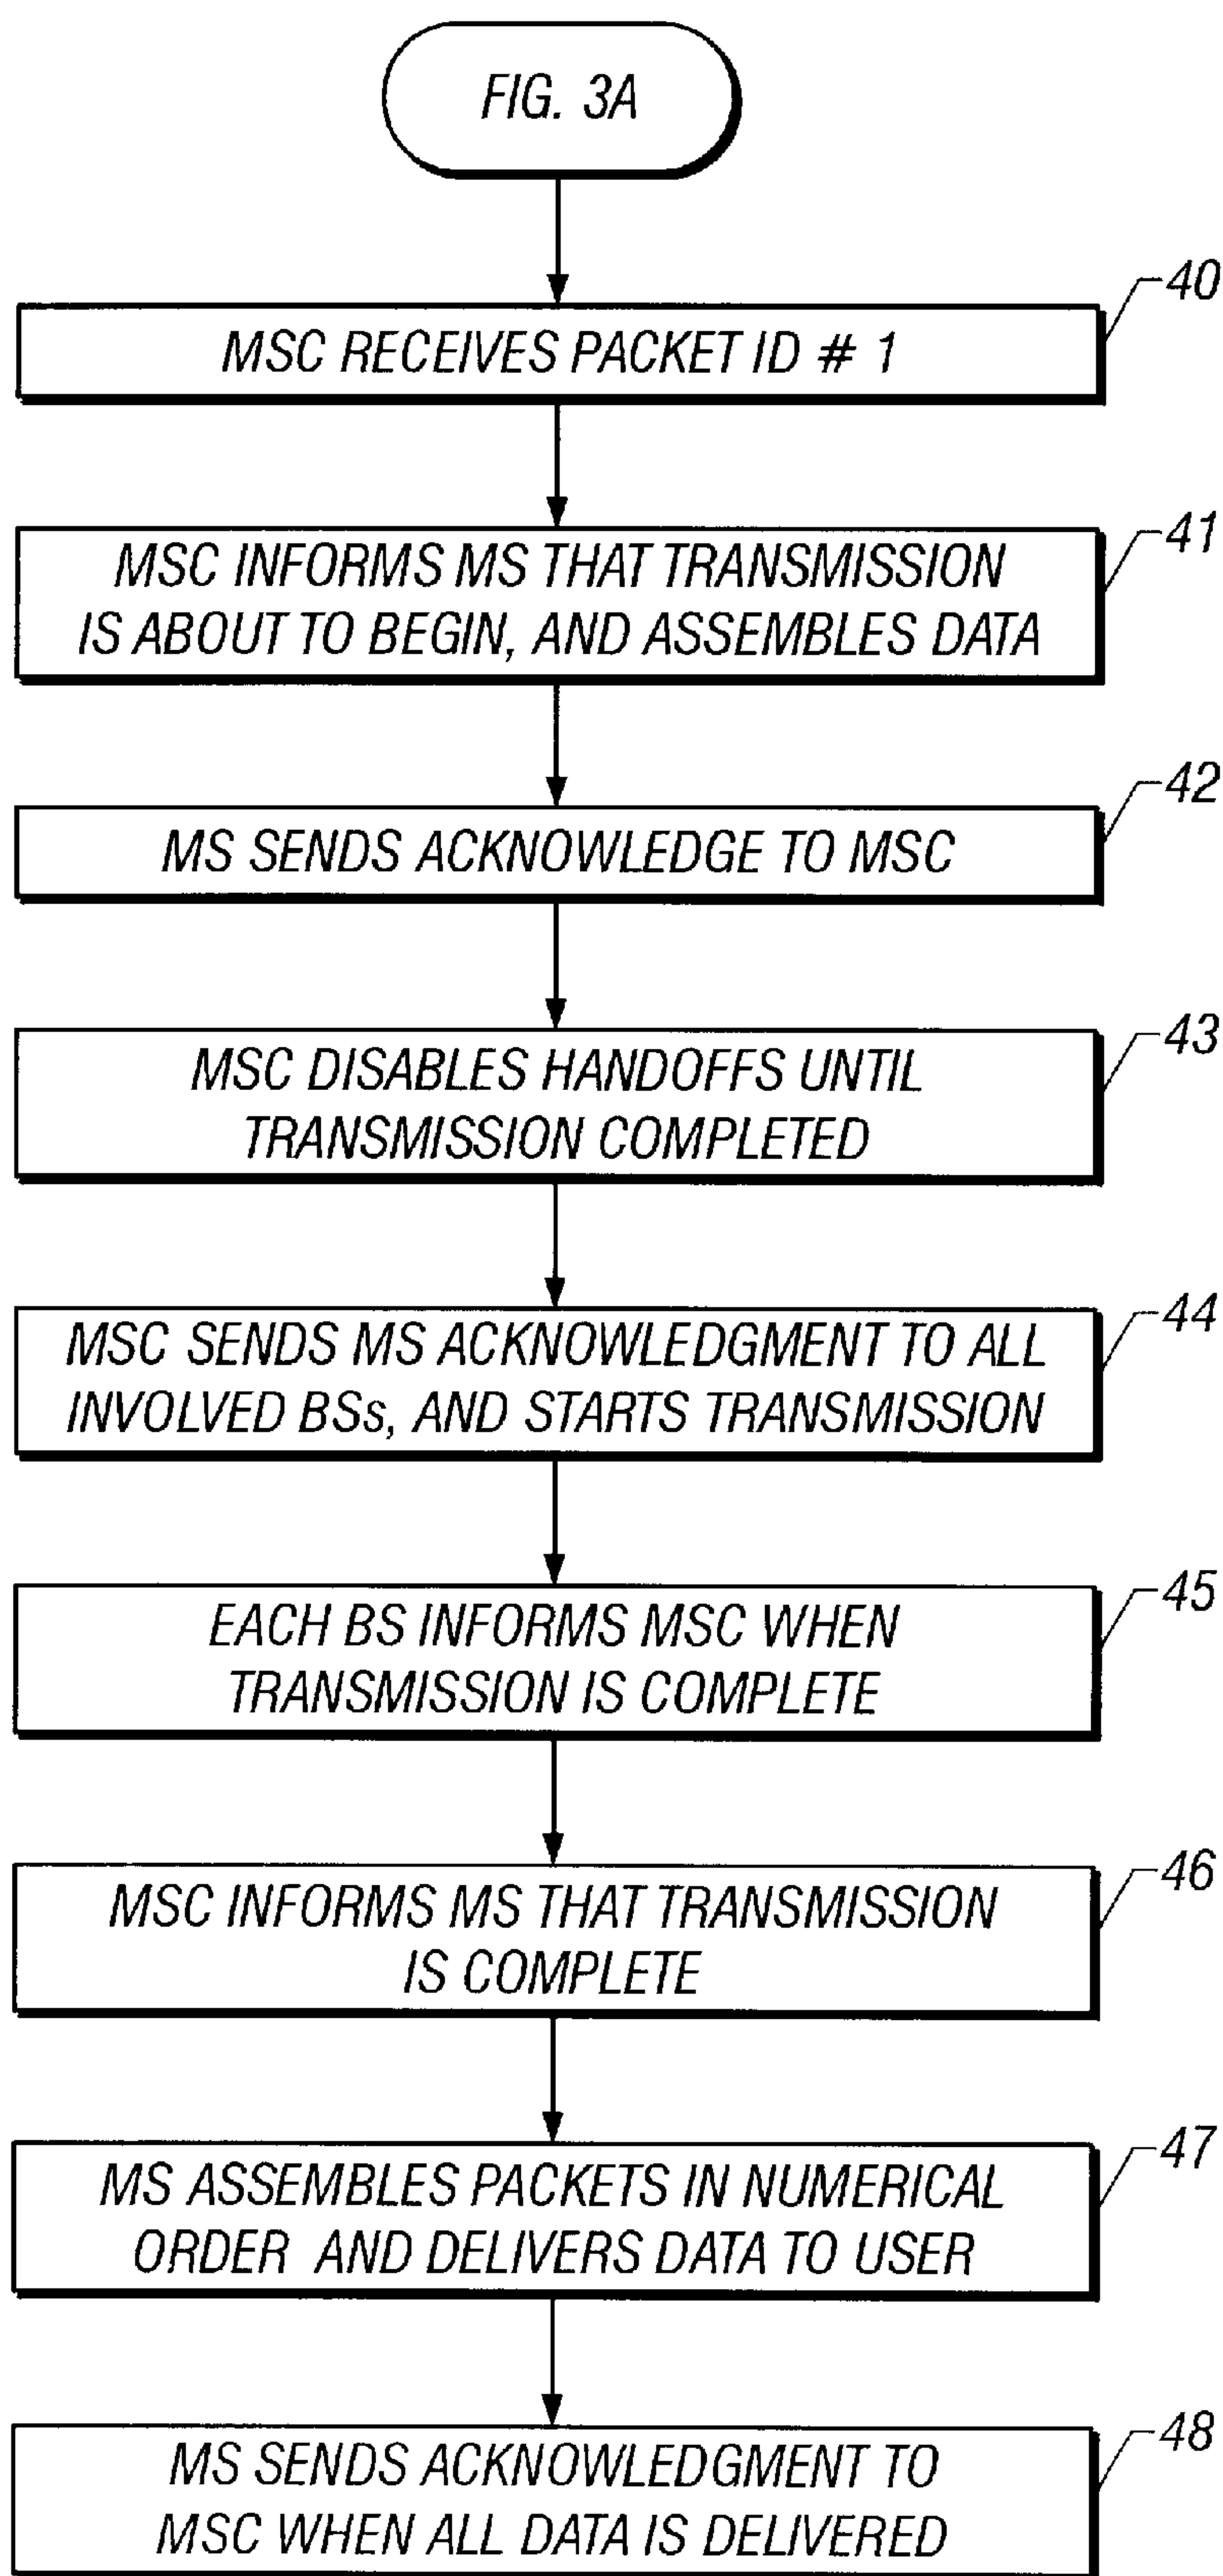 FIG. 3A
40
MSC RECEIVES PACKET ID # 1
41
MSC INFORMS MS THAT TRANSMISSION
IS ABOUT TO BEGIN, AND ASSEMBLES DATA
42
MS SENDS ACKNOWLEDGE TO MSC
43
MSC DISABLES HANDOFFS UNTIL
TRANSMISSION COMPLETED
44
MSC SENDS MS ACKNOWLEDGMENT TO ALL
INVOLVED BSs, AND STARTS TRANSMISSION
45
EACH BS INFORMS MSC WHEN
TRANSMISSION IS COMPLETE
46
MSC INFORMS MS THAT TRANSMISSION
IS COMPLETE
47
MS ASSEMBLES PACKETS IN NUMERICAL
ORDER AND DELIVERS DATA TO USER
48
MS SENDS ACKNOWLEDGMENT TO
MSC WHEN ALL DATA IS DELIVERED